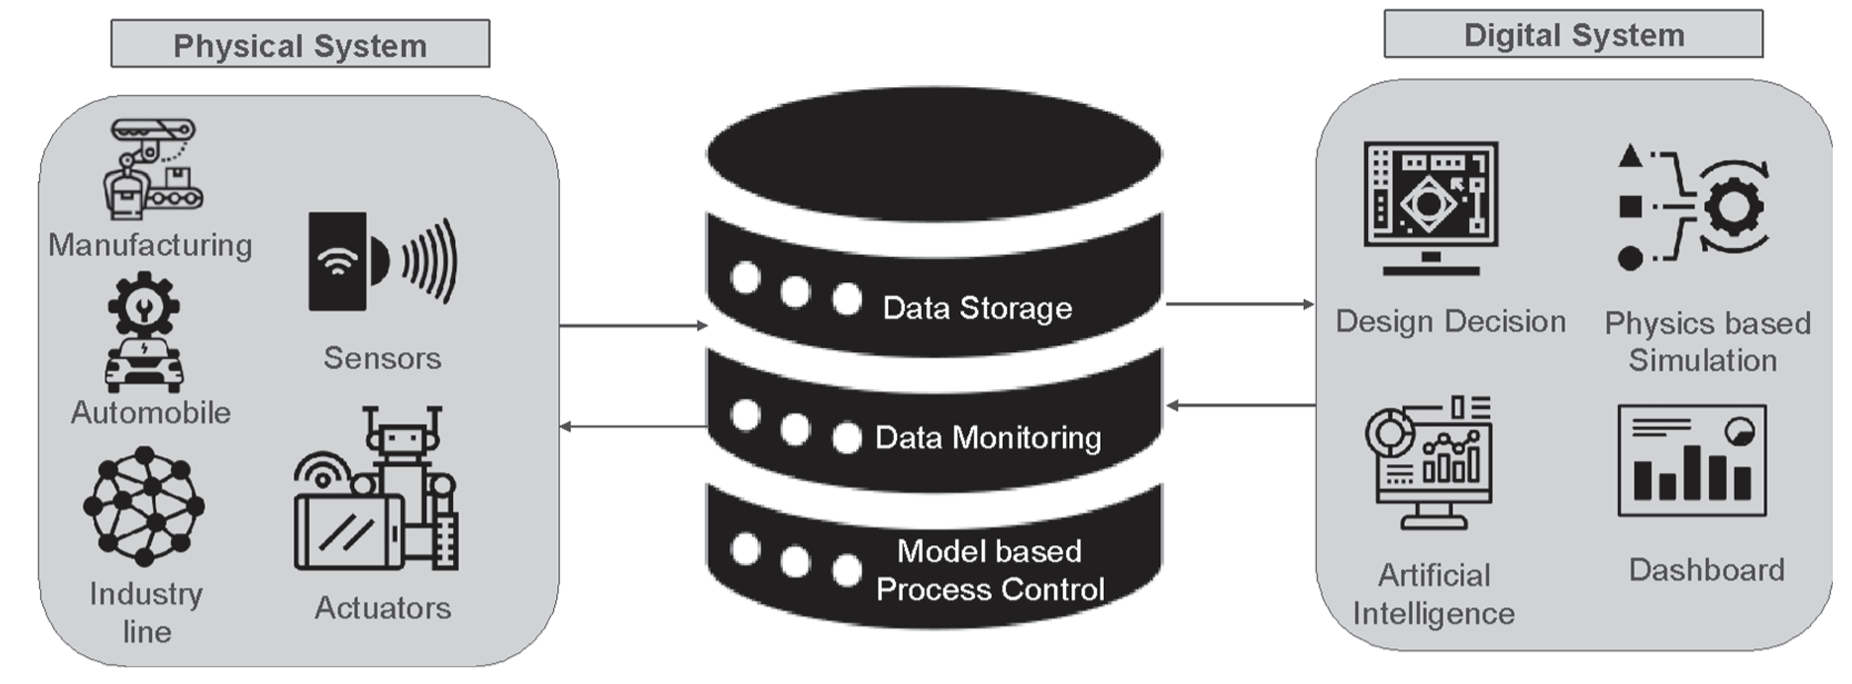 Physical System
Manufacturing
Automobile
Industry
line
Sensors
Actuators
Data Storage
Data Monitoring
Model based
Process Control
Digital System
Design Decision
Physics based
Simulation
Artificial
Intelligence
Dashboard